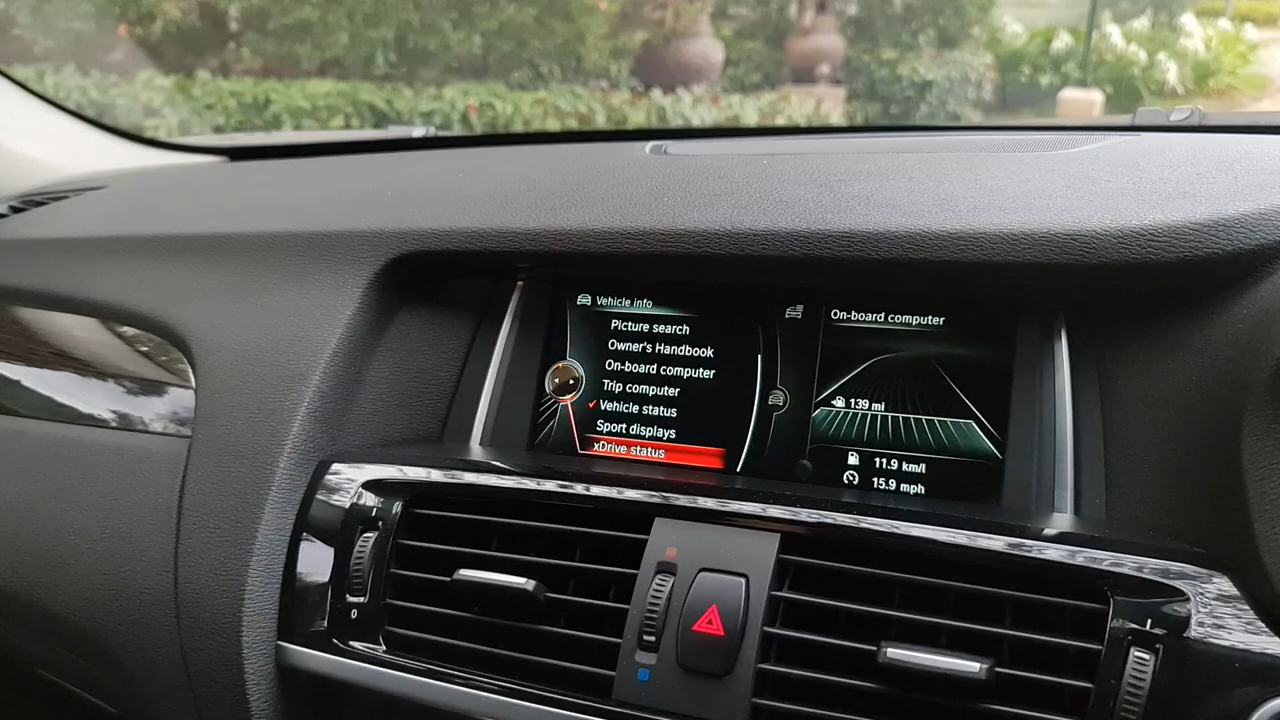 Vehicle info
Picture search
Owner's Handbook
On-board computer
Trip computer
Vehicle status
Sport displays
xDrive status
On-board computer
139 mi
11.9 km/l
15.9 mph
0